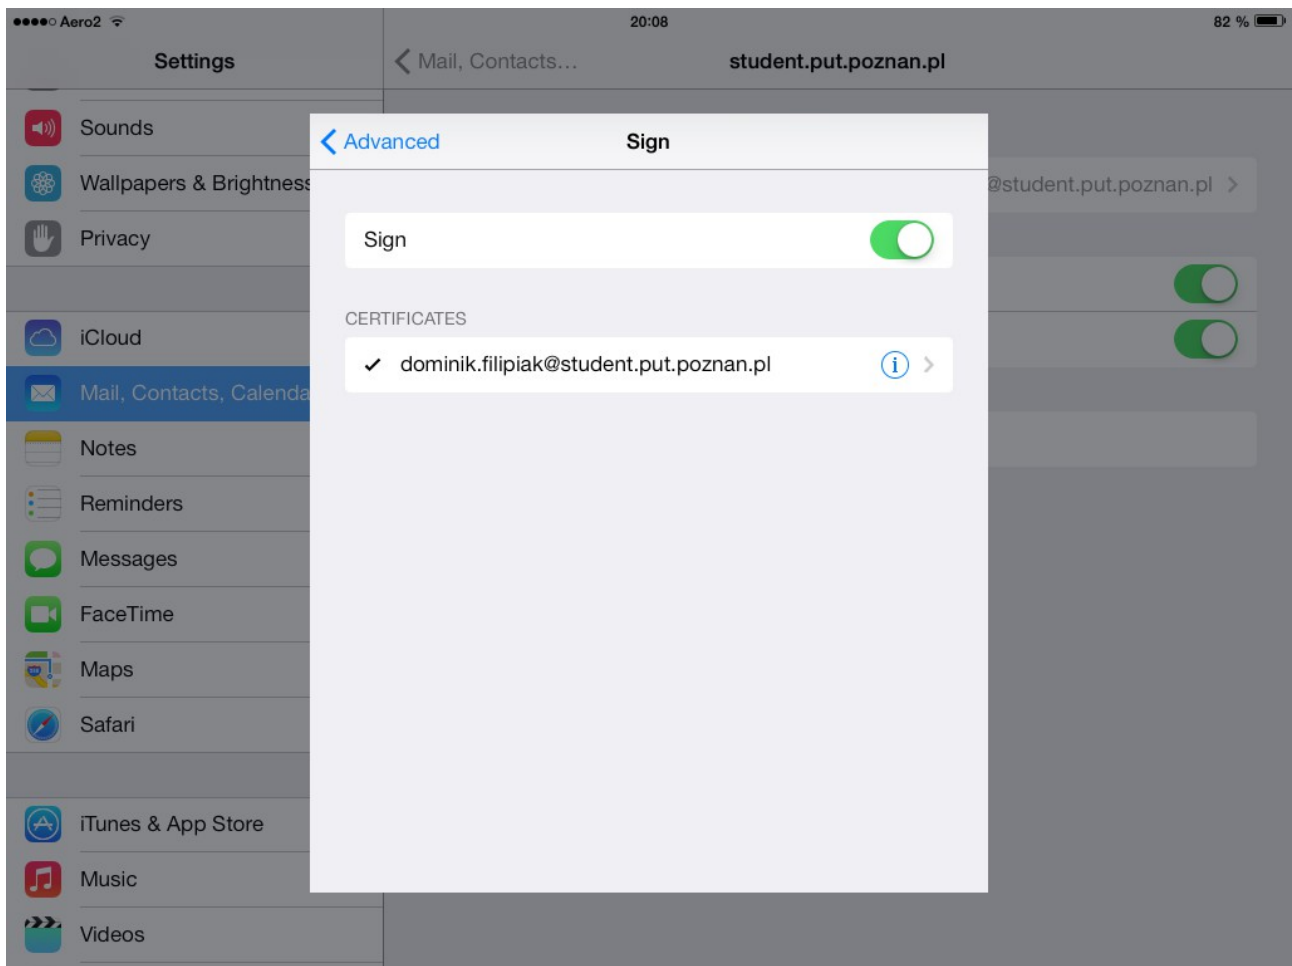 Aero2 20:08 82 %
Settings
Mail, Contacts...
student.put.poznan.pl
Sounds
Wallpapers & Brightness
Privacy
iCloud
Mail, Contacts, Calenda
Notes
Reminders
Messages
FaceTime
Maps
Safari
iTunes & App Store
Music
Videos
Advanced
Sign
Sign
CERTIFICATES
dominik.filipiak@student.put.poznan.pl
@student.put.poznan.pl